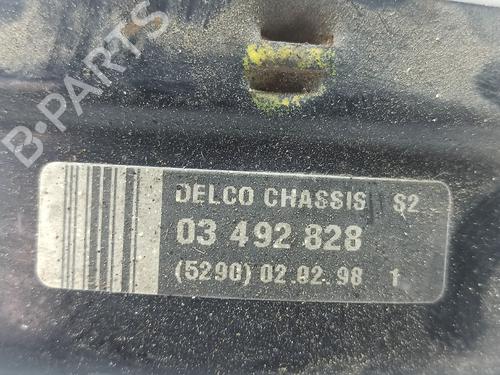 B-PARTS
DELCO CHASSIS S2
03 492 828
(5290) 02.02.98 1